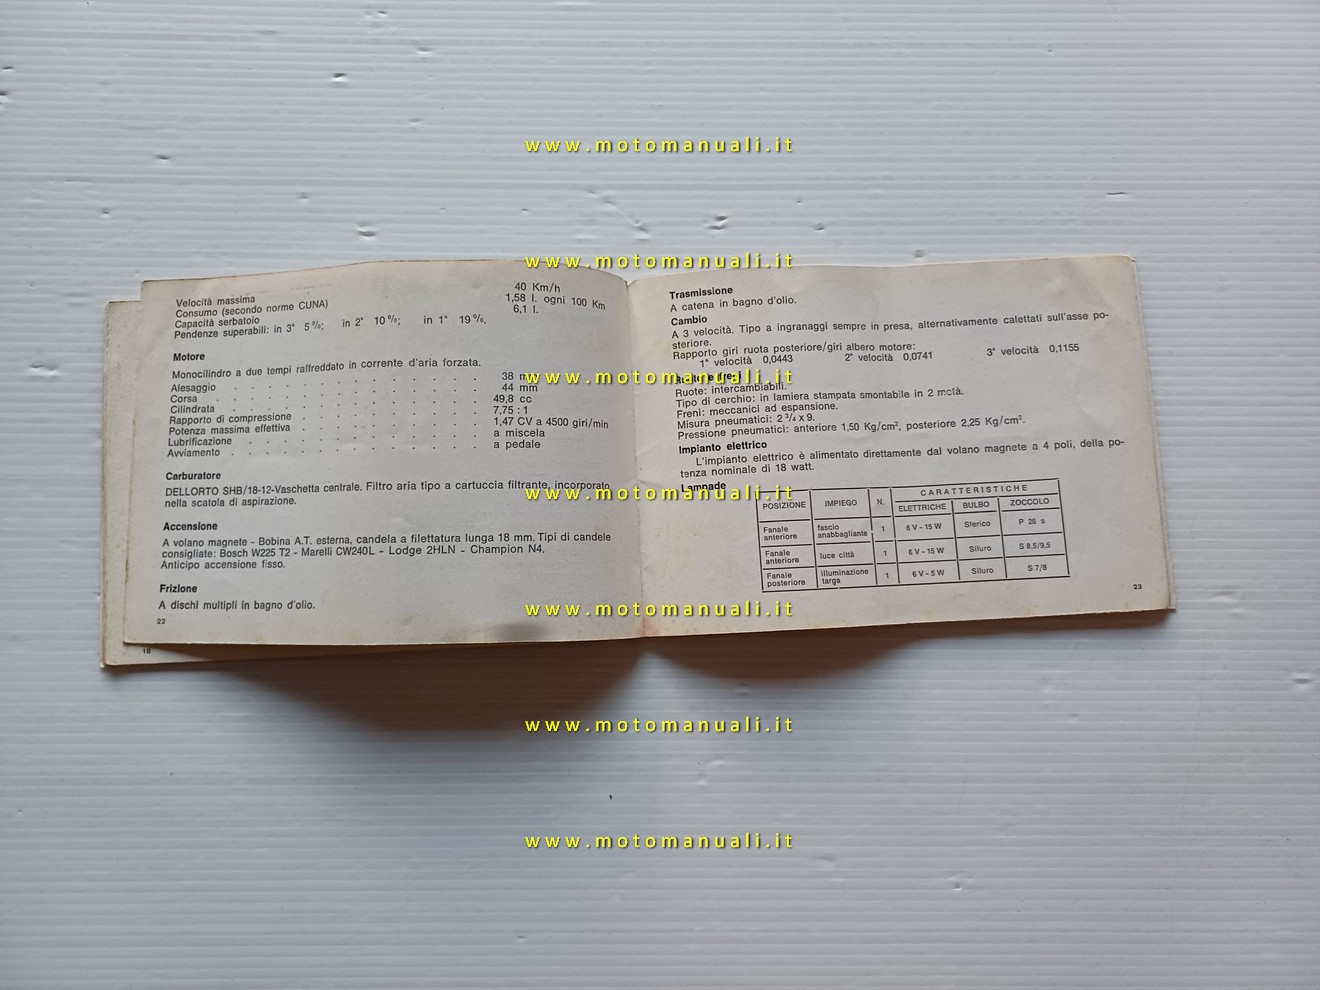 www.motomanuali.it
www.motomanuali.it
Velocità massima 40 Km/h
Consumo (secondo norme CUNA) 1,58 l. ogni 100 Km
Capacità serbatoio 6,1 l.
Pendenze superabili: in 3ª 5%; in 2ª 10%; in 1ª 19%.
Motore
Monocilindro a due tempi raffreddato in corrente d'aria forzata.
Alesaggio . . . . . . . . . . . 38 mm
Corsa . . . . . . . . . . . 44 mm
Cilindrata . . . . . . . . . . . 49,8 cc
Rapporto di compressione . . . . . . . 7,75 : 1
Potenza massima effettiva . . . . . . . 1,47 CV a 4500 giri/min
Lubrificazione . . . . . . . . . . a miscela
Avviamento . . . . . . . . . . a pedale
Carburatore
DELLORTO SHB/18-12-Vaschetta centrale. Filtro aria tipo a cartuccia filtrante, incorporato
nella scatola di aspirazione.
Accensione
A volano magnete - Bobina A.T. esterna, candela a filettatura lunga 18 mm. Tipi di candele
consigliate: Bosch W225 T2 - Marelli CW240L - Lodge 2HLN - Champion N4.
Anticipo accensione fisso.
Frizione
A dischi multipli in bagno d'olio.
22
18
Trasmissione
A catena in bagno d'olio.
Cambio
A 3 velocità. Tipo a ingranaggi sempre in presa, alternativamente calettati sull'asse po-
steriore.
Rapporto giri ruota posteriore/giri albero motore:
1ª velocità 0,0443 2ª velocità 0,0741 3ª velocità 0,1155
www.motomanuali.it
Ruote e freni
Ruote: intercambiabili.
Tipo di cerchio: in lamiera stampata smontabile in 2 metà.
Freni: meccanici ad espansione.
Misura pneumatici: 2 3/4 x 9.
Pressione pneumatici: anteriore 1,50 Kg/cm², posteriore 2,25 Kg/cm².
Impianto elettrico
L'impianto elettrico è alimentato direttamente dal volano magnete a 4 poli, della po-
tenza nominale di 18 watt.
Lampade
www.motomanuali.it
POSIZIONE IMPIEGO N. CARATTERISTICHE
ELETTRICHE BULBO ZOCCOLO
Fanale anteriore fascio anabbagliante 1 6 V - 15 W Sferico P 26 s
Fanale anteriore luce città 1 6 V - 15 W Siluro S 8,5/9,5
Fanale posteriore illuminazione targa 1 6 V - 5 W Siluro S 7/8
23
www.motomanuali.it
www.motomanuali.it
www.motomanuali.it